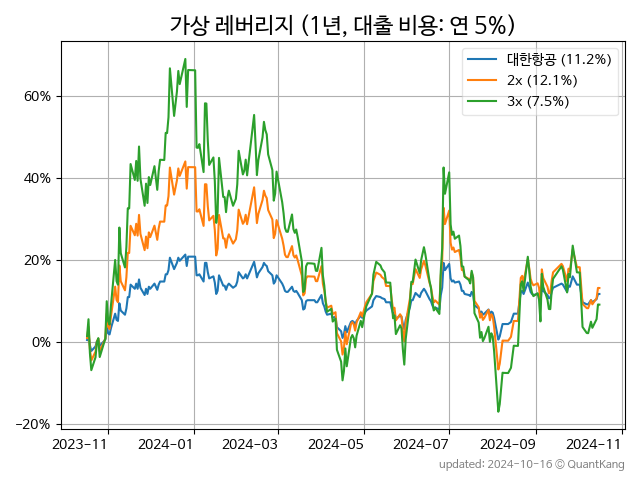 가상 레버리지 (1년, 대출 비용: 연 5%)
대한항공 (11.2%)
2x (12.1%)
3x (7.5%)
60%
40%
20%
0%
−20%
2023-11 2024-01 2024-03 2024-05 2024-07 2024-09 2024-11
updated: 2024-10-16 © QuantKang